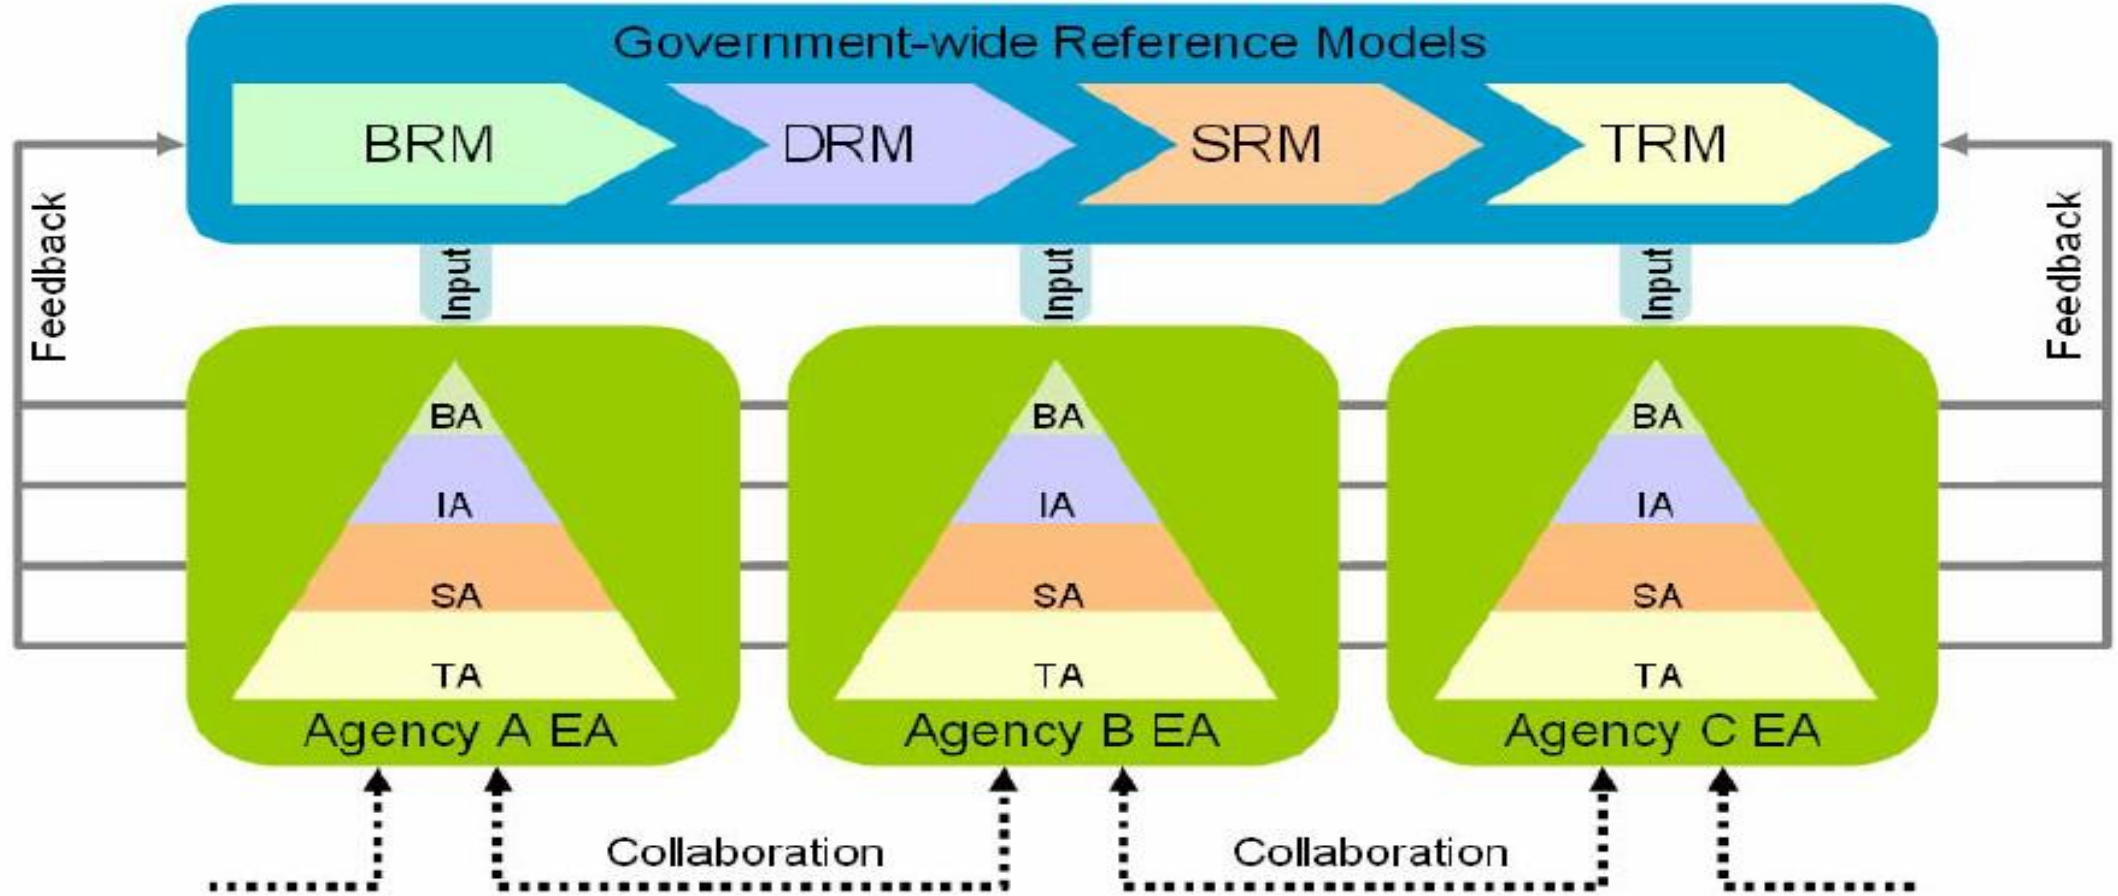 Government-wide Reference Models
BRM
DRM
SRM
TRM
Feedback
Input
Input
Input
Feedback
BA
IA
SA
TA
Agency A EA
BA
IA
SA
TA
Agency B EA
BA
IA
SA
TA
Agency C EA
Collaboration
Collaboration